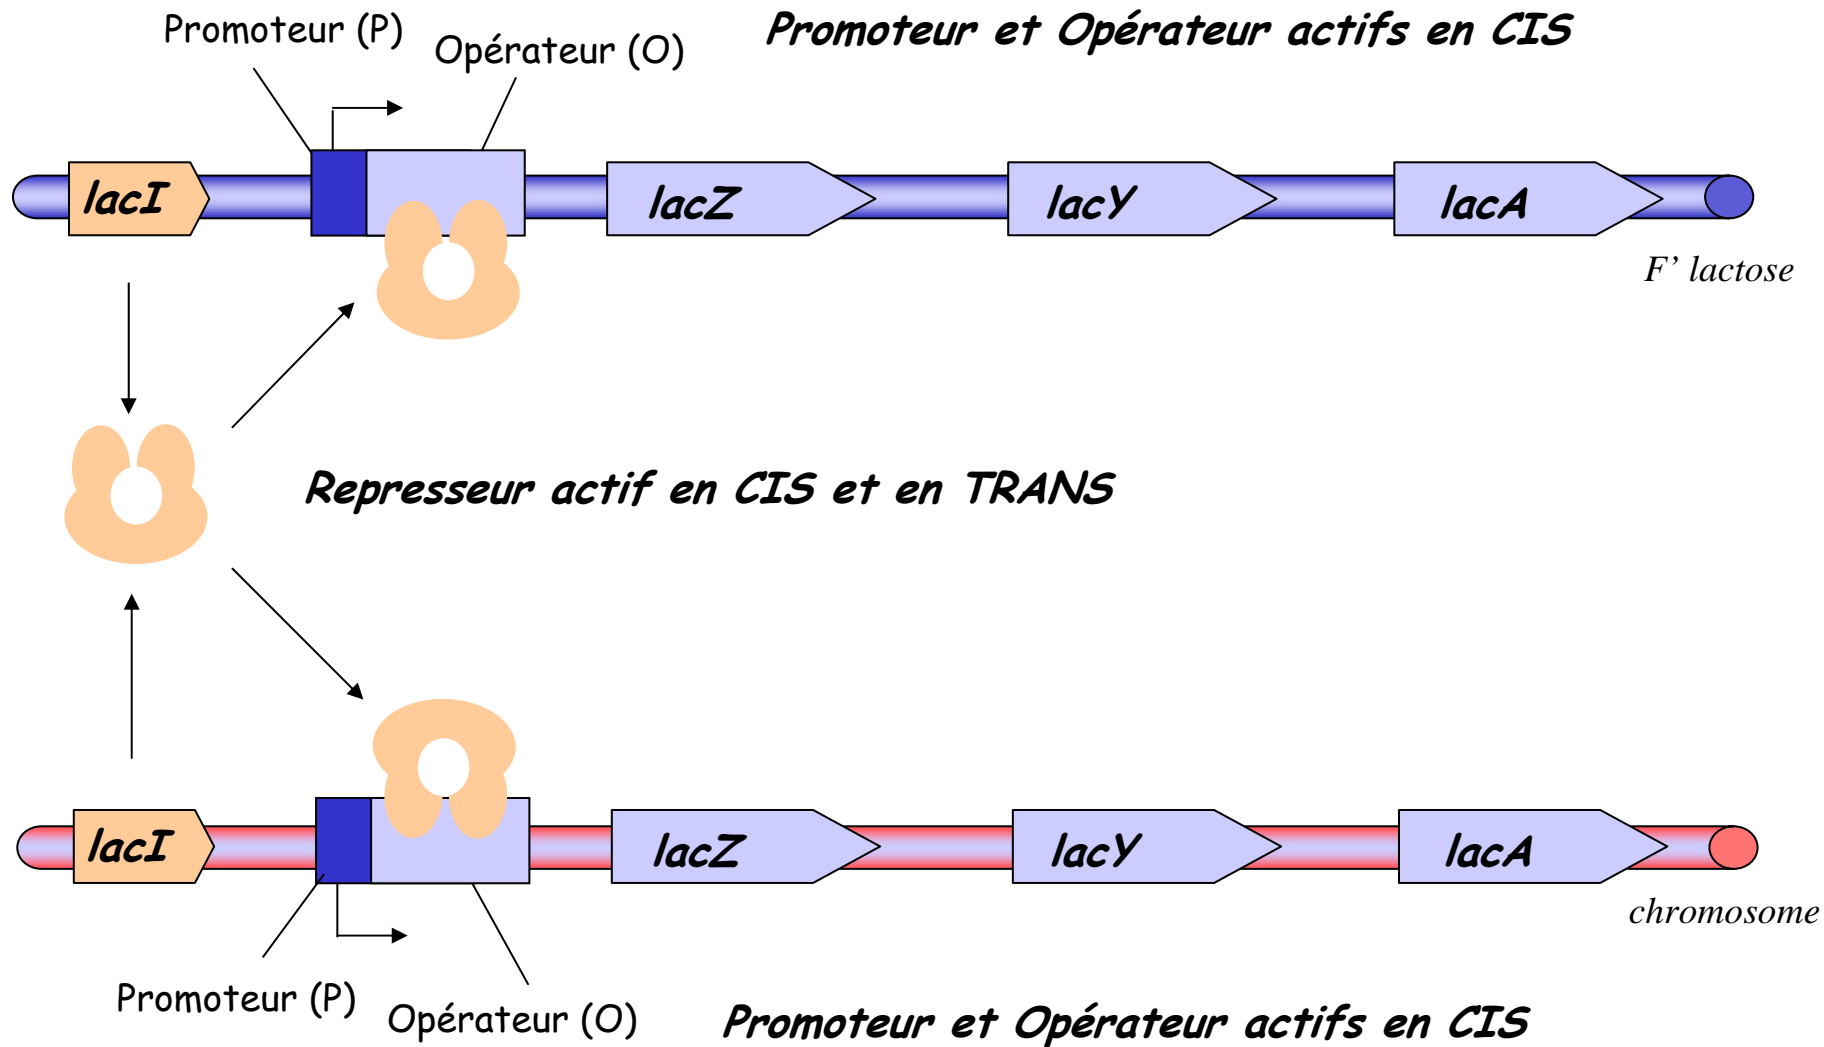 Promoteur (P)
Opérateur (O)
Promoteur et Opérateur actifs en CIS
lacI
lacZ
lacY
lacA
F’ lactose
Represseur actif en CIS et en TRANS
lacI
lacZ
lacY
lacA
chromosome
Promoteur (P)
Opérateur (O)
Promoteur et Opérateur actifs en CIS